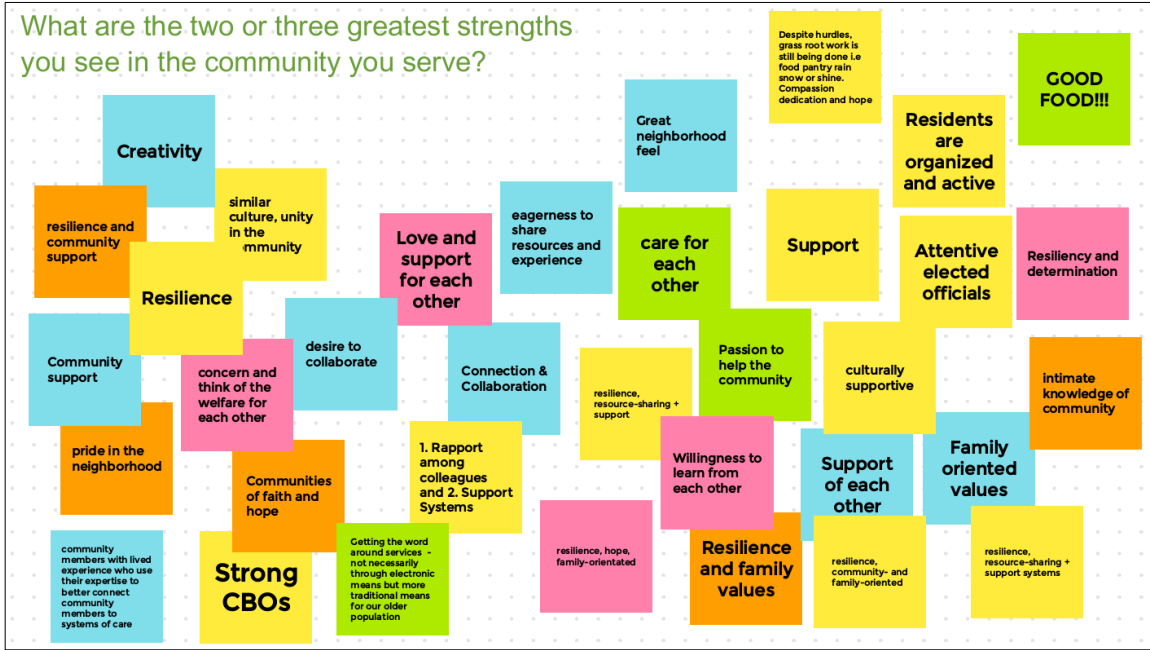 What are the two or three greatest strengths
you see in the community you serve?
Despite hurdles,
grass root work is
still being done i.e
food pantry rain
snow or shine.
Compassion
dedication and hope
GOOD
FOOD!!!
Great
neighborhood
feel
Residents
are
organized
and active
Creativity
similar
culture, unity
in the
resilience and
community
support
Resilience
Love and
support for
each
other
eagerness to
share
resources and
experience
care for
each
other
Support
Attentive
elected
officials
Resiliency and
determination
Community
support
concern and
think of the
welfare for
each other
desire to
collaborate
Connection &
Collaboration
resilience,
resource-sharing +
support
Passion to
help the
community
culturally
supportive
intimate
knowledge of
community
pride in the
neighborhood
Communities
of faith and
hope
1. Rapport
among
colleagues
and 2. Support
Systems
Willingness to
learn from
each other
Support
of each
other
Family
oriented
values
community
members with lived
experience who use
their expertise to
better connect
community
members to
systems of care
Strong
CBOs
Getting the word
around services -
not necessarily
through electronic
means but more
traditional means
for our older
population
resilience, hope,
family-orientated
Resilience
and family
values
resilience,
community- and
family-oriented
resilience,
resource-sharing +
support systems